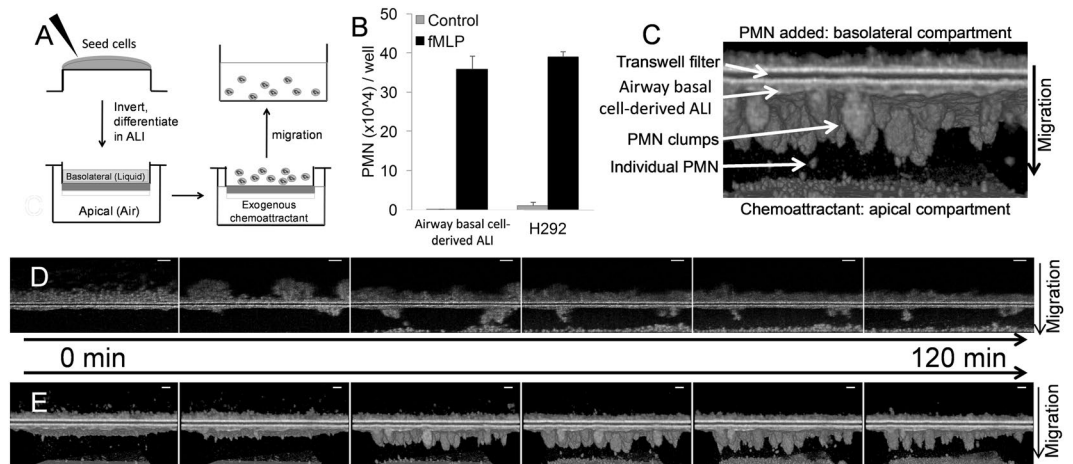 A
Seed cells
Invert,
differentiate
in ALI
Basolateral (Liquid)
Apical (Air)
migration
Exogenous
chemoattractant
B
Control
fMLP
PMN (x10^4) / well
50
40
30
20
10
0
Airway basal cell-
derived ALI
H292
C
PMN added: basolateral compartment
Transwell filter
Airway basal
cell-derived ALI
PMN clumps
Individual PMN
Migration
Chemoattractant: apical compartment
D
Migration
0 min
120 min
E
Migration